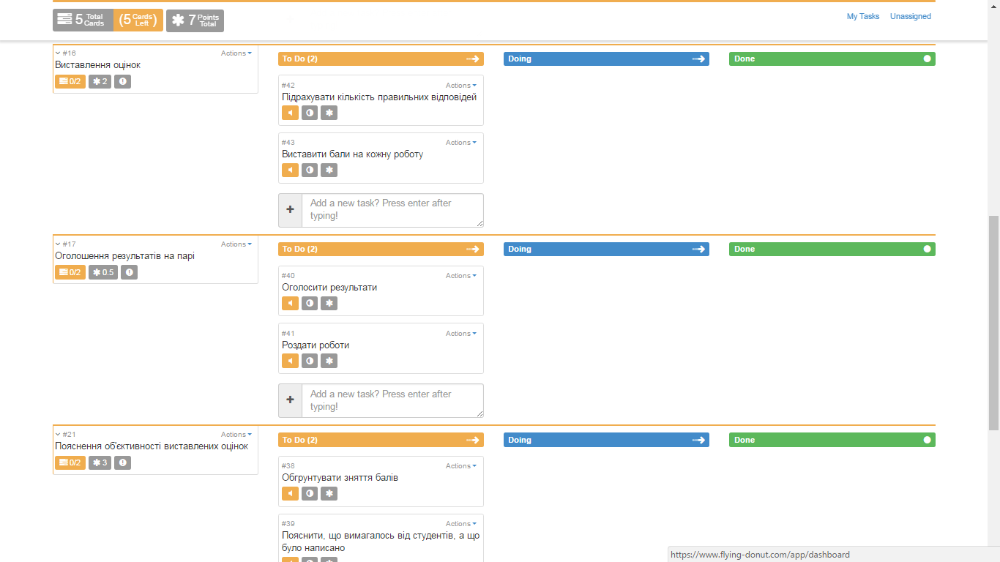 5 Total Cards (5 Cards Left) 7 Points Total My Tasks Unassigned
#16 Actions
Виставлення оцінок
0/2 2
To Do (2) Doing Done
#42 Actions
Підрахувати кількість правильних відповідей
#43 Actions
Виставити бали на кожну роботу
Add a new task? Press enter after
typing!
#17 Actions
Оголошення результатів на парі
0/2 0.5
To Do (2) Doing Done
#40 Actions
Оголосити результати
#41 Actions
Роздати роботи
Add a new task? Press enter after
typing!
#21 Actions
Пояснення об'єктивності виставлених оцінок
0/2 3
To Do (2) Doing Done
#38 Actions
Обгрунтувати зняття балів
#39 Actions
Пояснити, що вимагалось від студентів, а що
було написано
https://www.flying-donut.com/app/dashboard